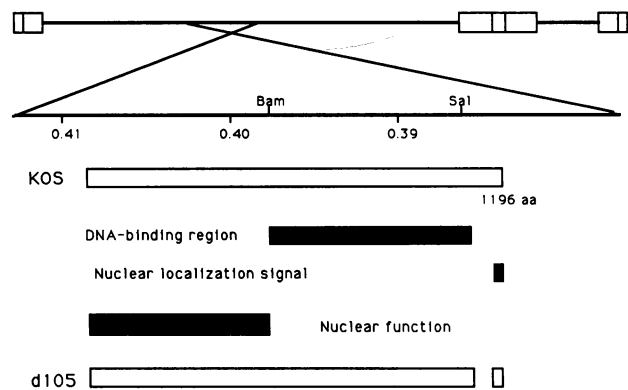 Bam Sal
0.41 0.40 0.39
KOS
1196 aa
DNA-binding region
Nuclear localization signal
Nuclear function
d105